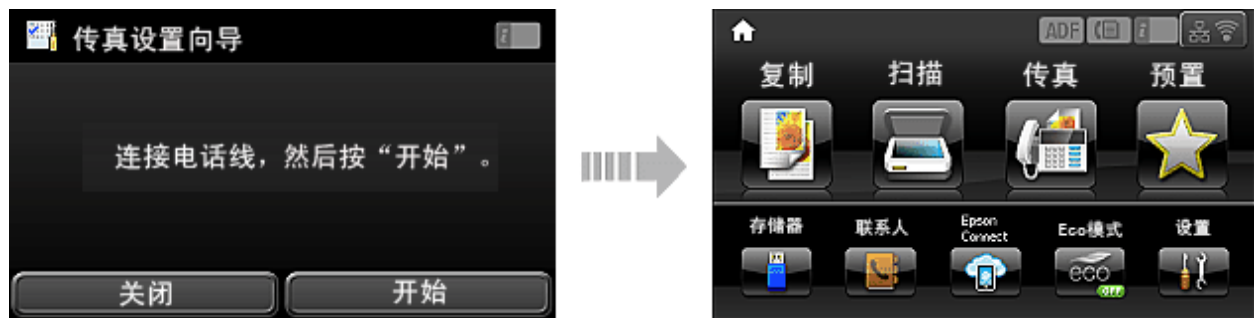 传真设置向导
连接电话线，然后按“开始”。
关闭
开始
ADF
复制
扫描
传真
预置
存储器
联系人
Epson
Connect
Eco模式
设置
eco
OFF